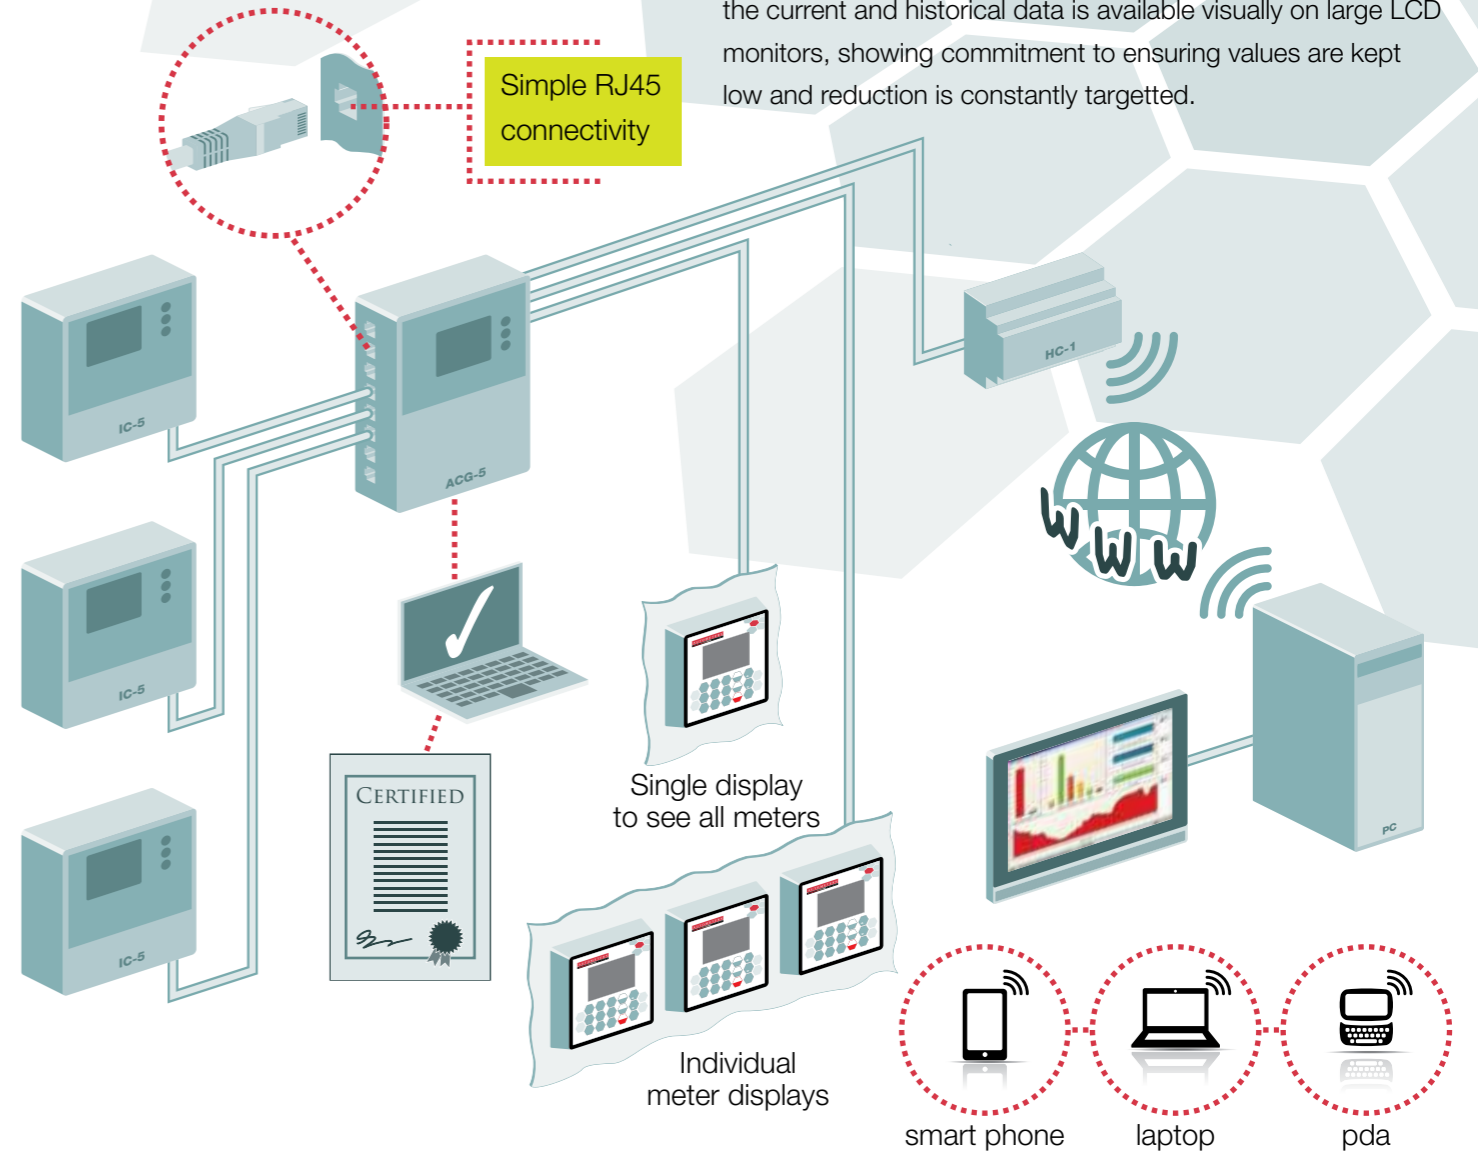 the current and historical data is available visually on large LCD
monitors, showing commitment to ensuring values are kept
low and reduction is constantly targetted.
Simple RJ45
connectivity
IC-5
ACG-5
HC-1
W W W
IC-5
CERTIFIED
Single display
to see all meters
PC
IC-5
Individual
meter displays
smart phone
laptop
pda